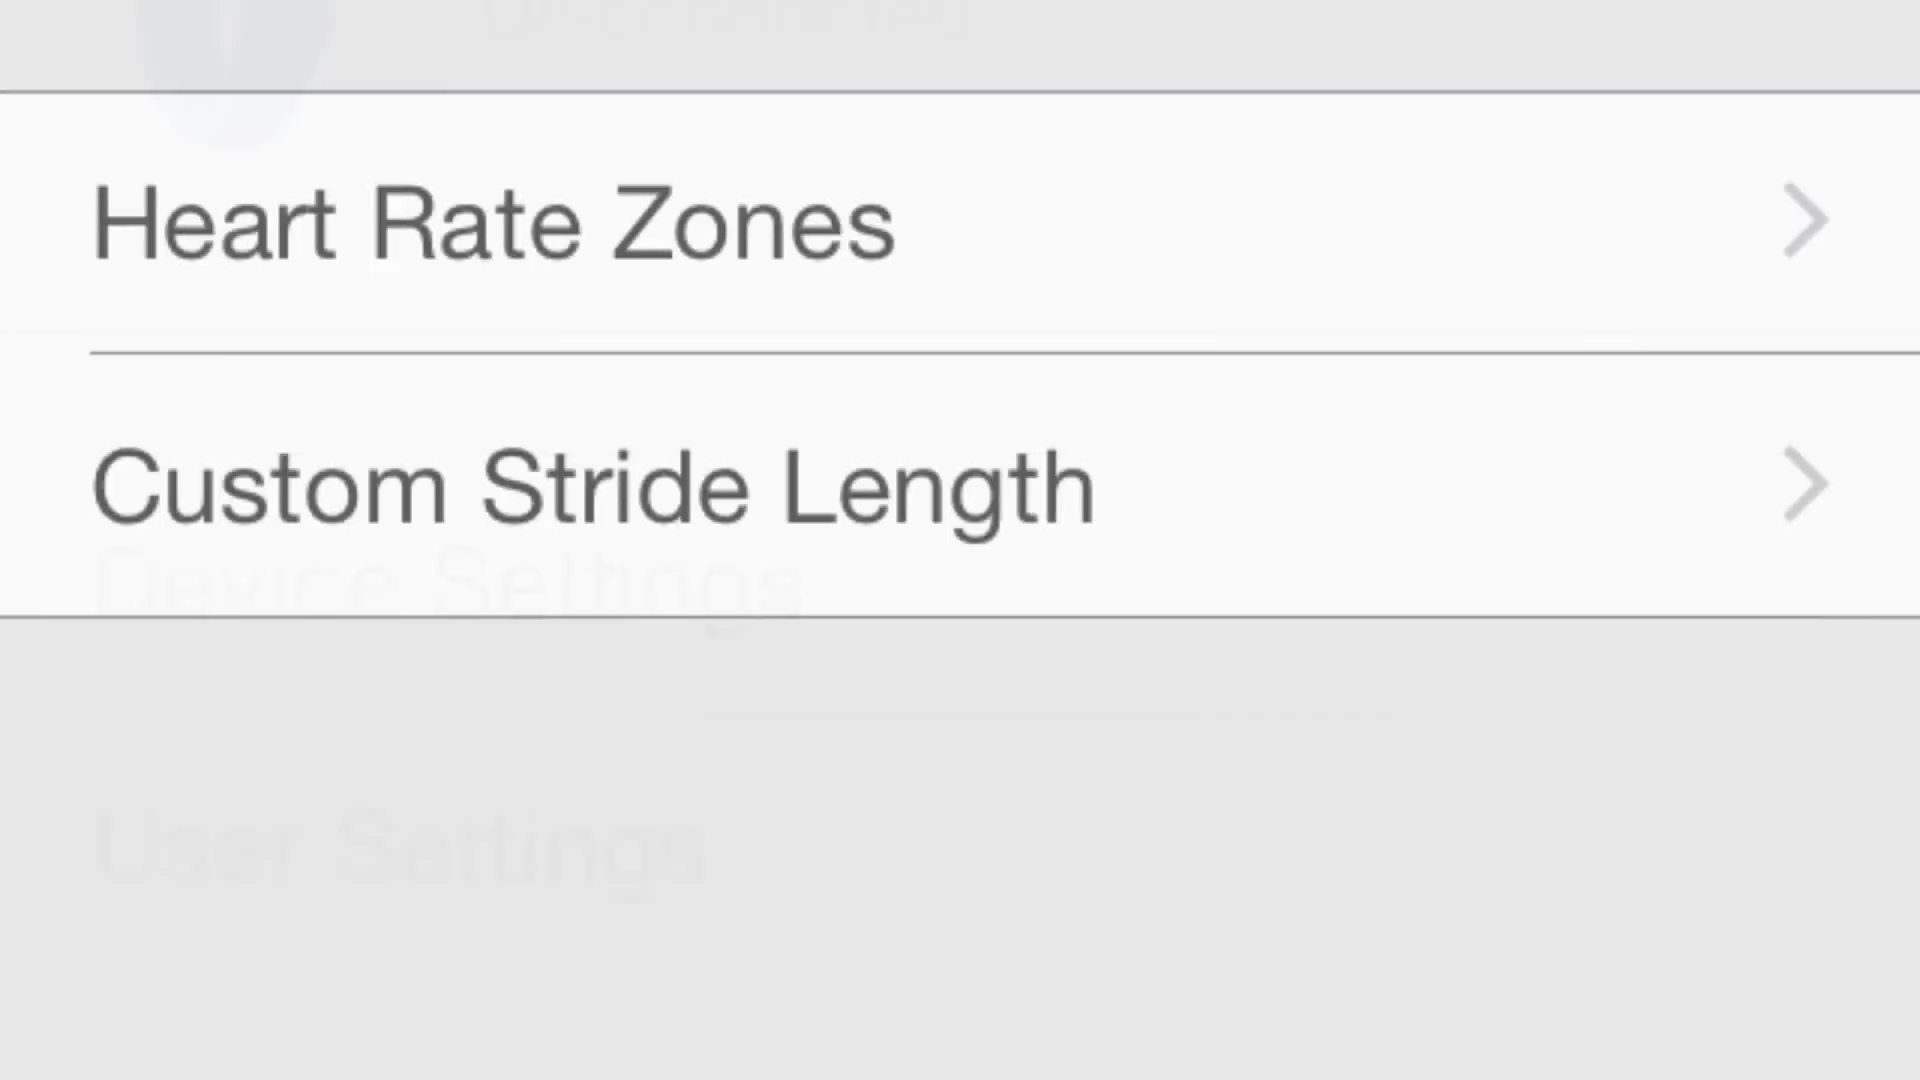 Heart Rate Zones
Custom Stride Length
Device Settings
User Settings